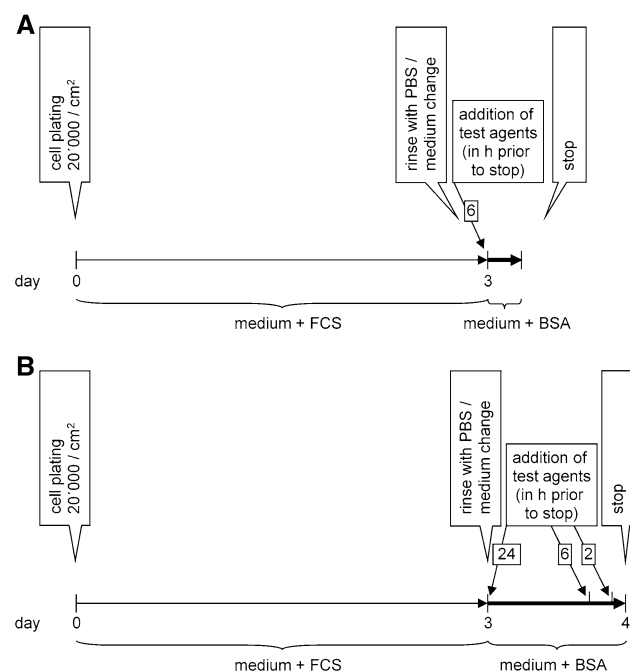 A
cell plating
20´000 / cm²
rinse with PBS /
medium change
addition of
test agents
(in h prior
to stop)
stop
6
day
0
3
medium + FCS
medium + BSA
B
cell plating
20´000 / cm²
rinse with PBS /
medium change
addition of
test agents
(in h prior
to stop)
stop
24
6
2
day
0
3
4
medium + FCS
medium + BSA